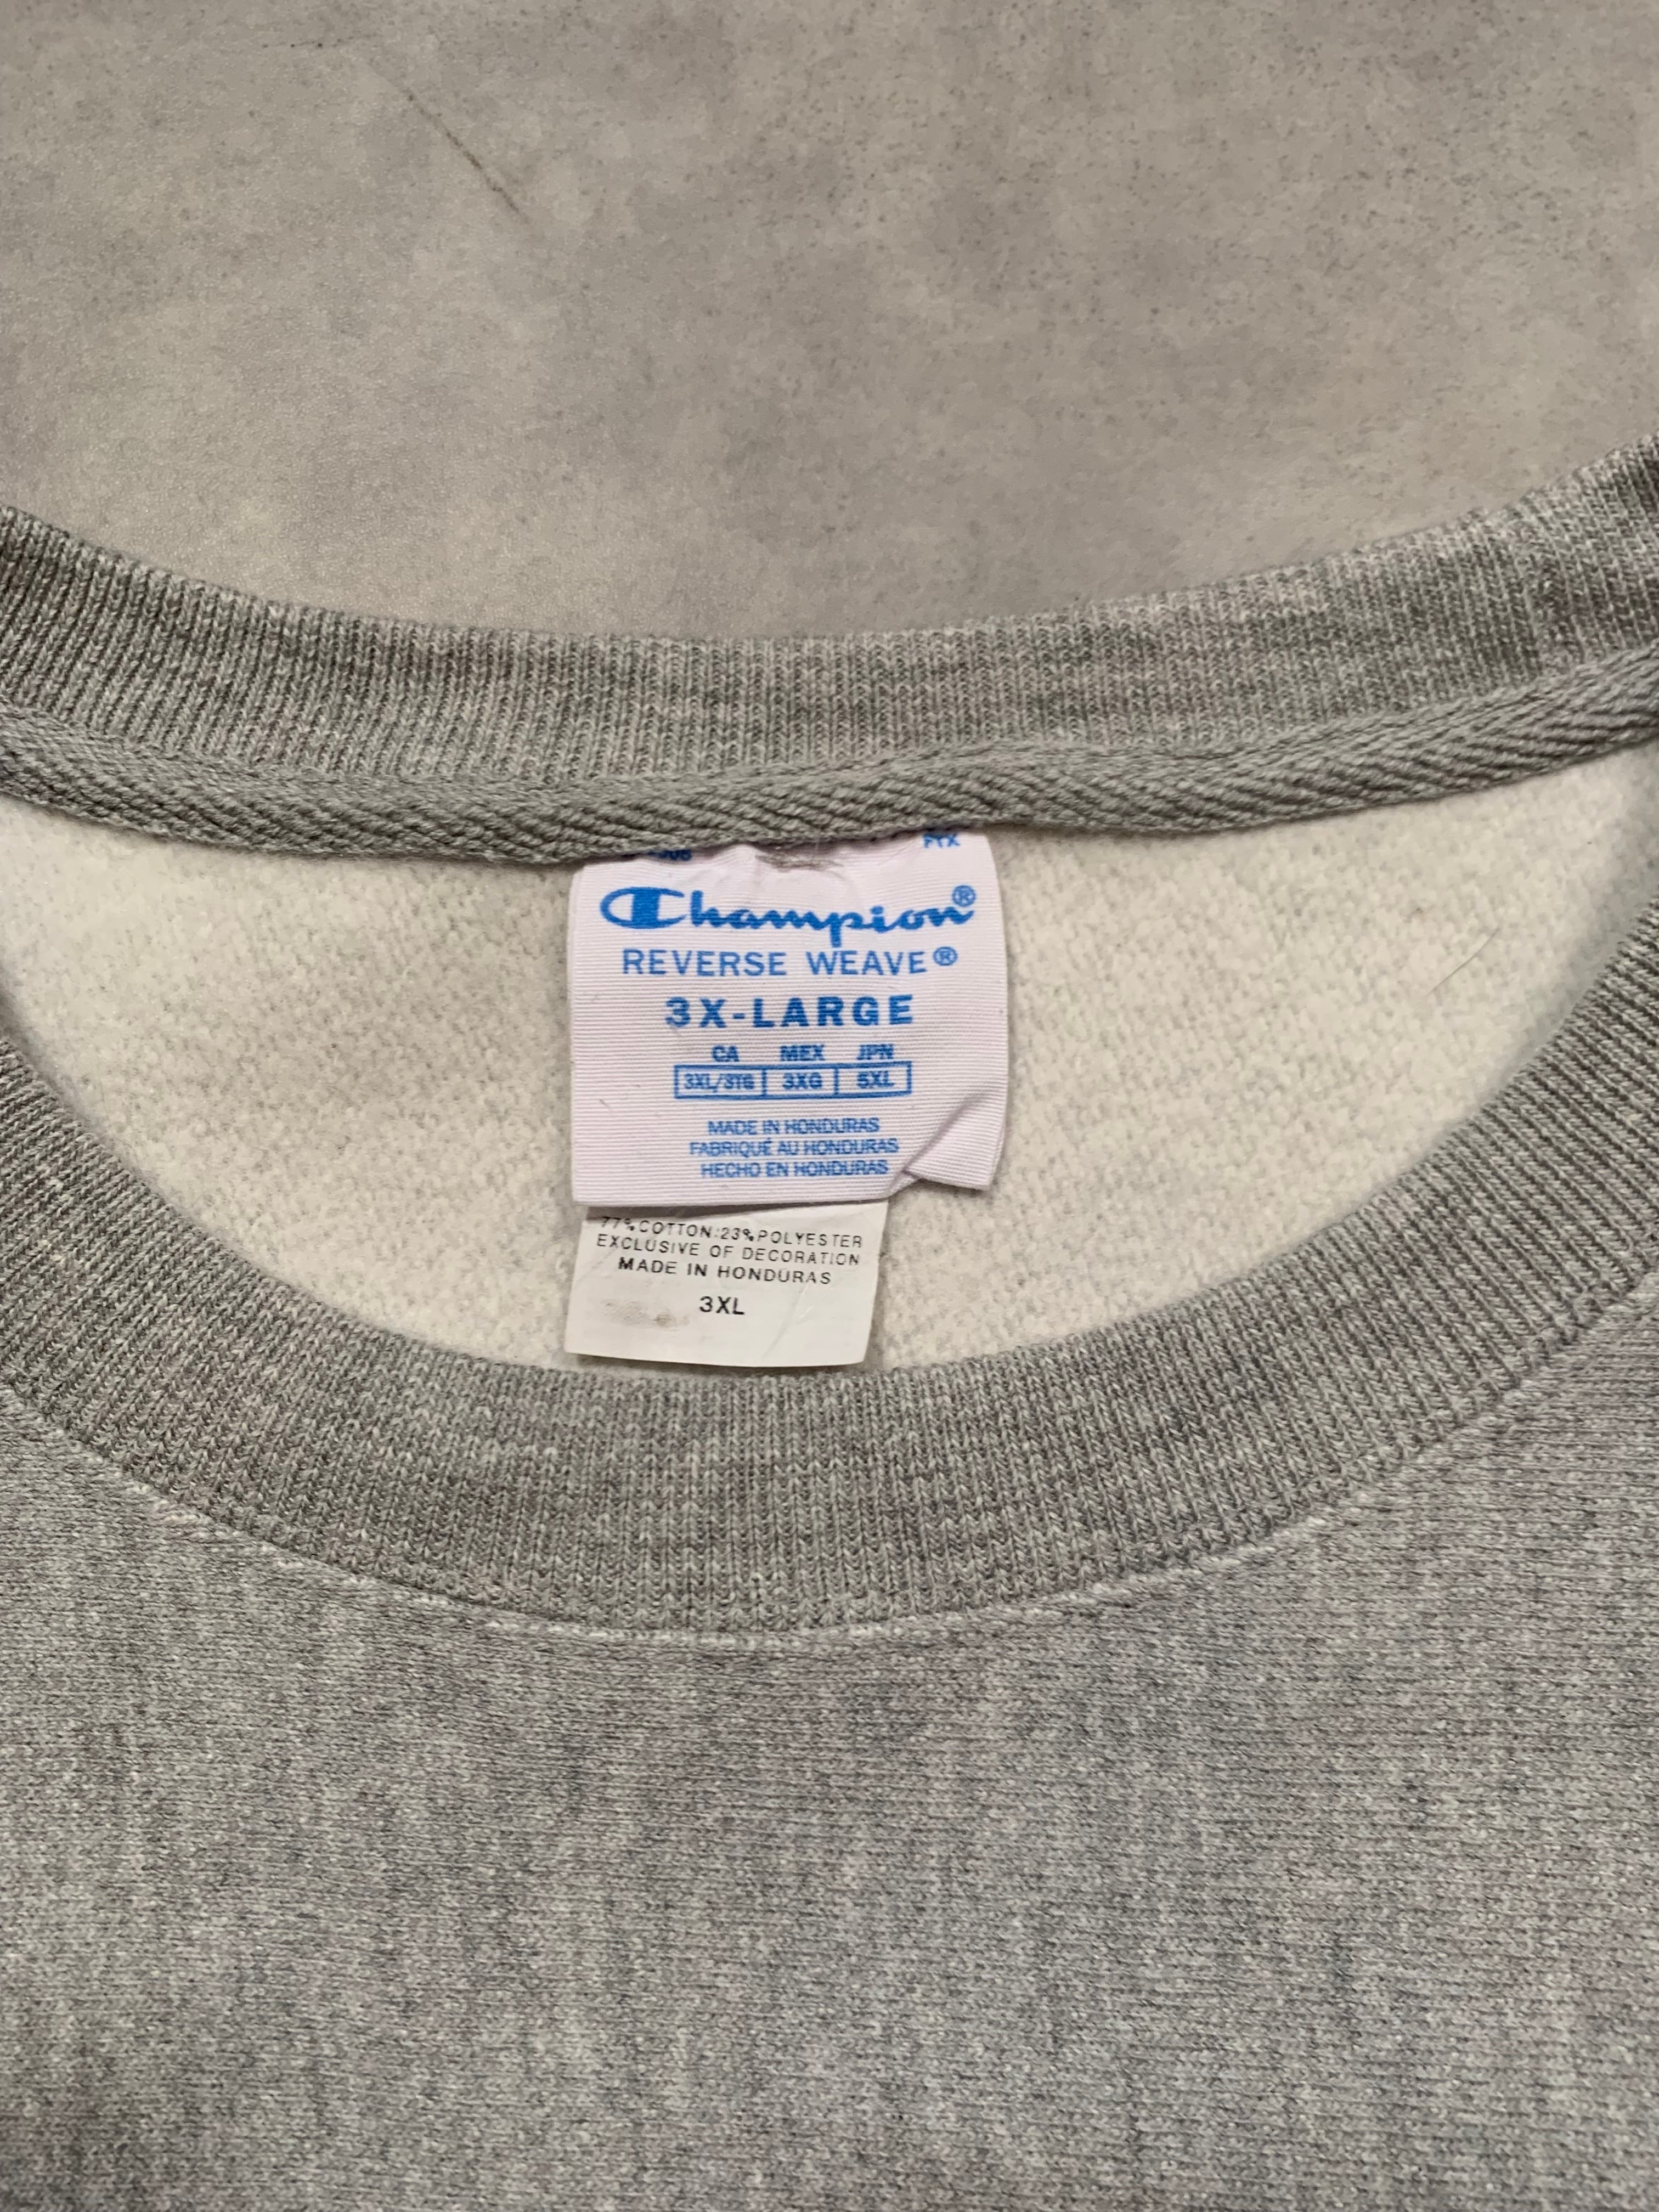 FTX
Champion®
REVERSE WEAVE®
3X-LARGE
CA MEX JPN
3XL/3TG 3XG 5XL
MADE IN HONDURAS
FABRIQUÉ AU HONDURAS
HECHO EN HONDURAS
77% COTTON:23% POLYESTER
EXCLUSIVE OF DECORATION
MADE IN HONDURAS
3XL